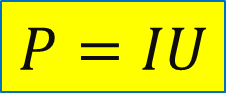 P = IU